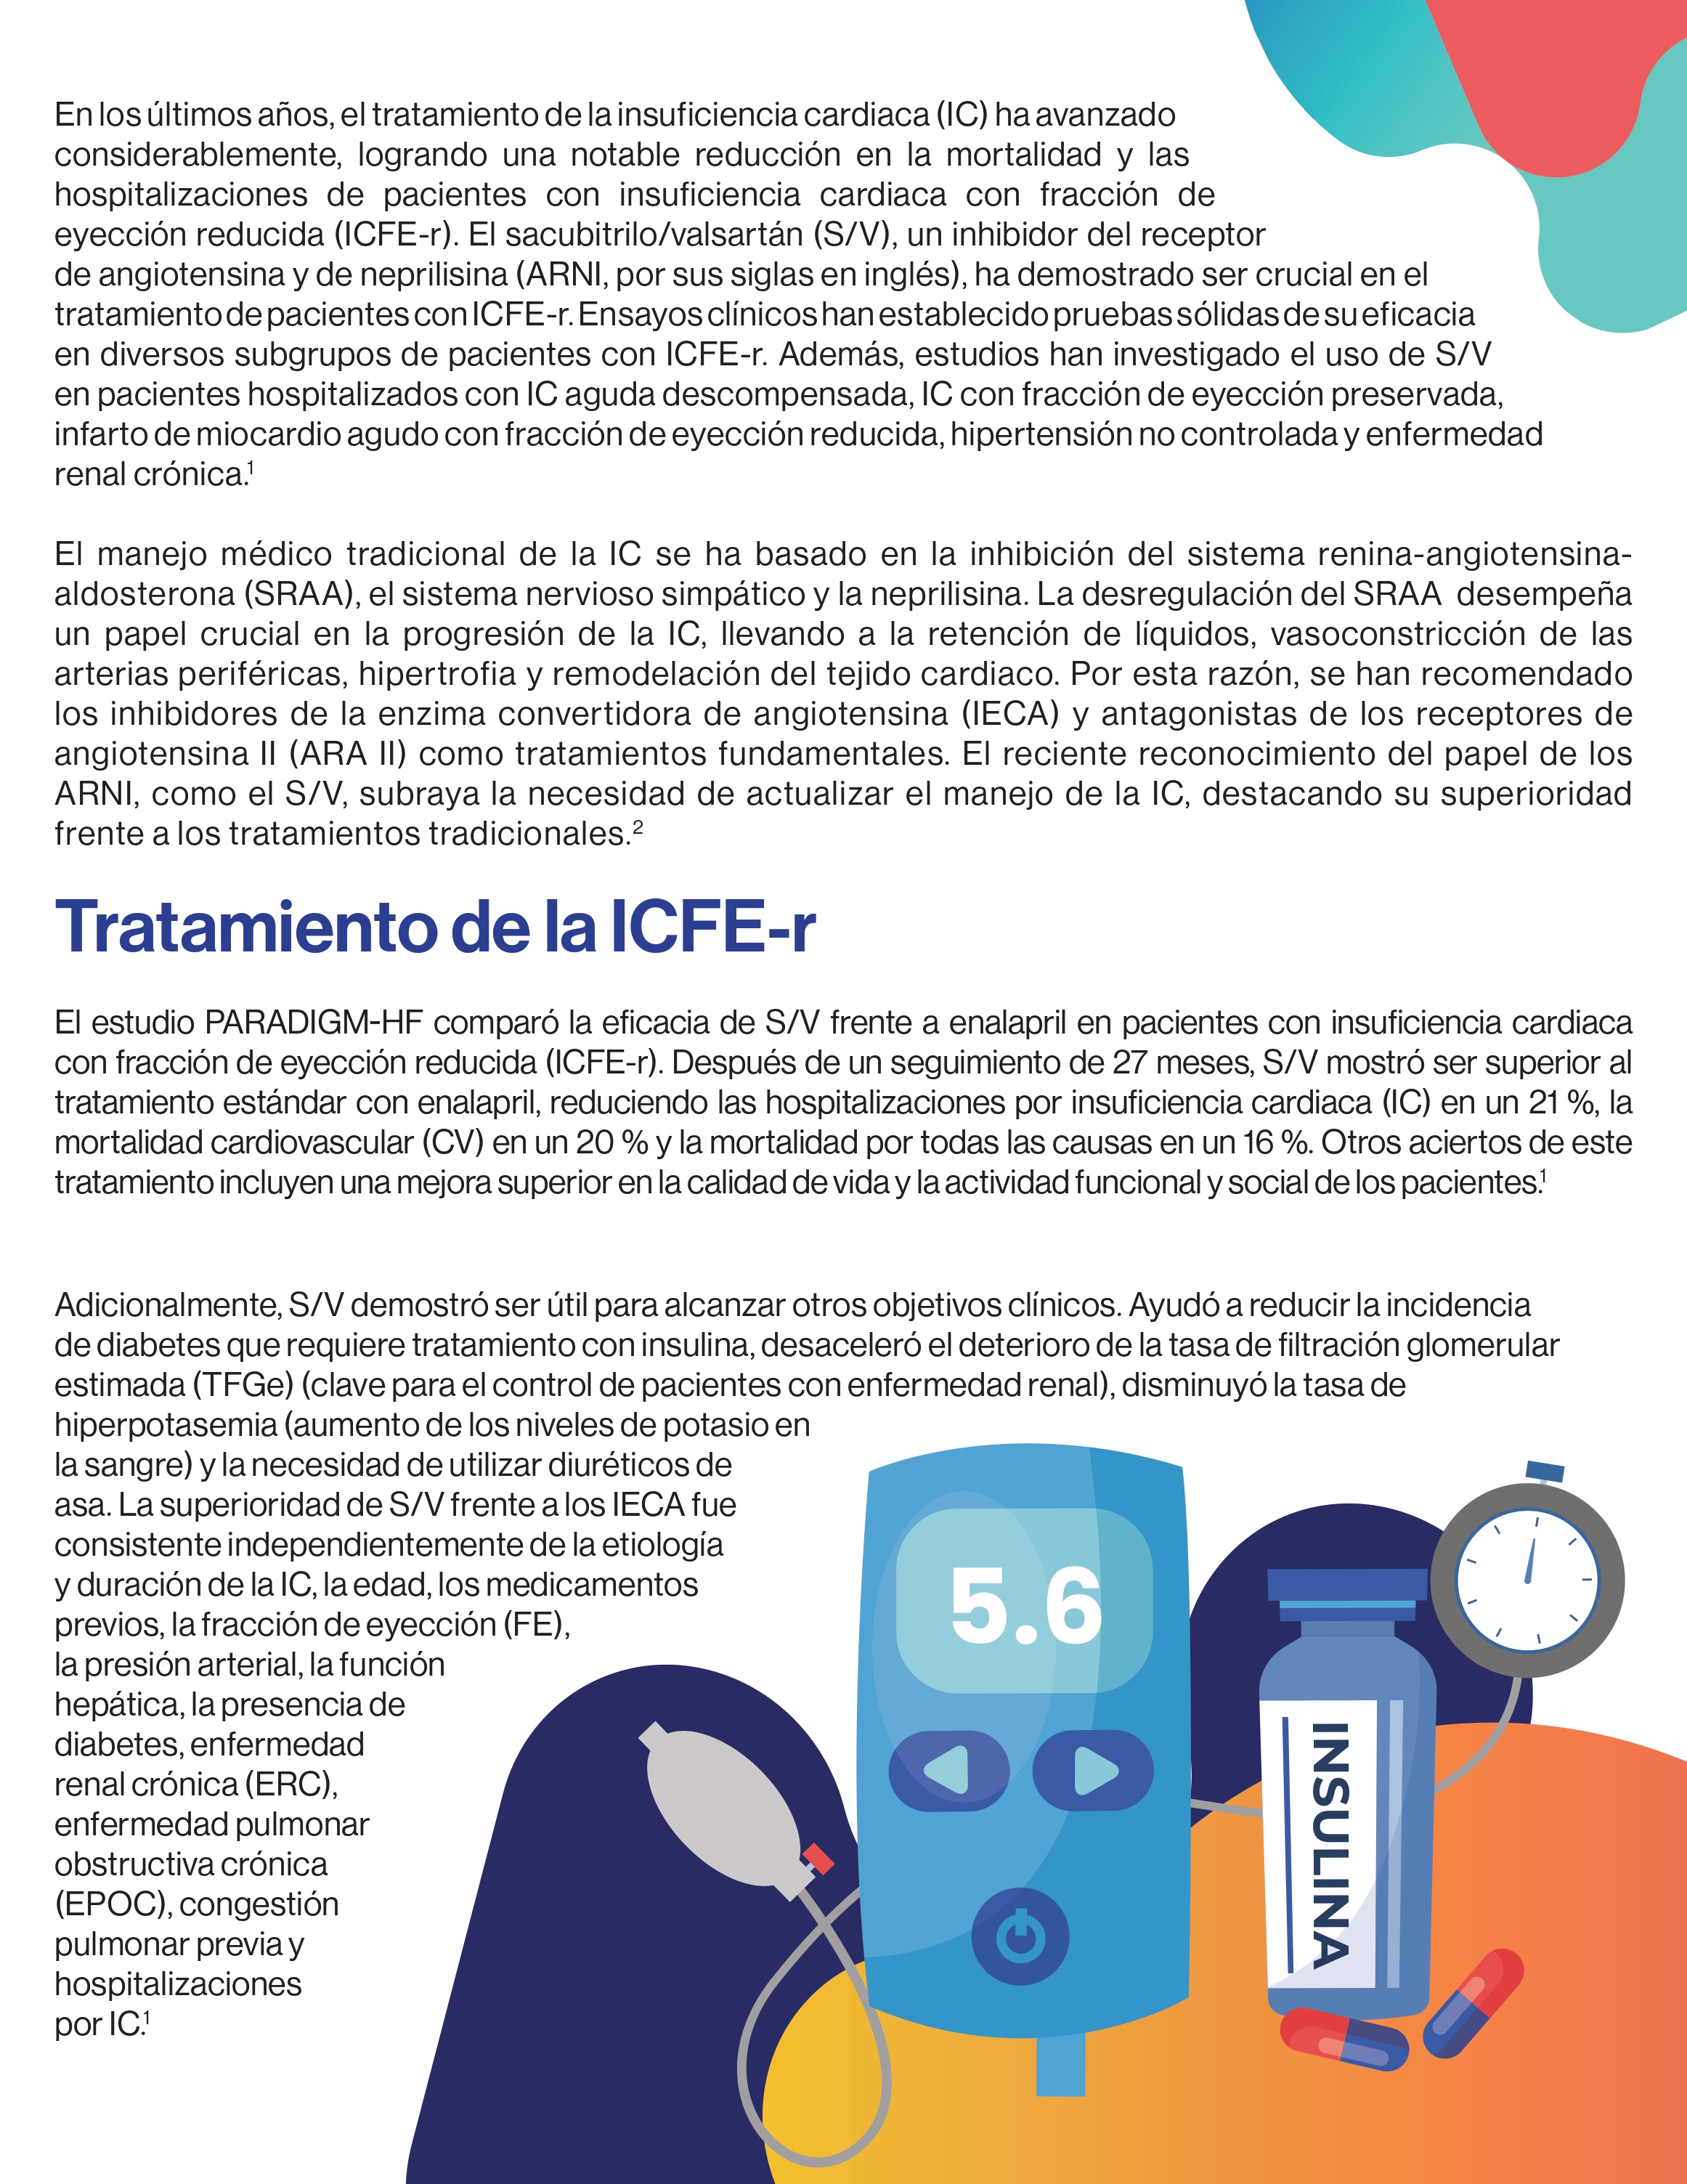 En los últimos años, el tratamiento de la insuficiencia cardiaca (IC) ha avanzado
considerablemente, logrando una notable reducción en la mortalidad y las
hospitalizaciones de pacientes con insuficiencia cardiaca con fracción de
eyección reducida (ICFE-r). El sacubitrilo/valsartán (S/V), un inhibidor del receptor
de angiotensina y de neprilisina (ARNI, por sus siglas en inglés), ha demostrado ser crucial en el
tratamiento de pacientes con ICFE-r. Ensayos clínicos han establecido pruebas sólidas de su eficacia
en diversos subgrupos de pacientes con ICFE-r. Además, estudios han investigado el uso de S/V
en pacientes hospitalizados con IC aguda descompensada, IC con fracción de eyección preservada,
infarto de miocardio agudo con fracción de eyección reducida, hipertensión no controlada y enfermedad
renal crónica.¹
El manejo médico tradicional de la IC se ha basado en la inhibición del sistema renina-angiotensina-
aldosterona (SRAA), el sistema nervioso simpático y la neprilisina. La desregulación del SRAA desempeña
un papel crucial en la progresión de la IC, llevando a la retención de líquidos, vasoconstricción de las
arterias periféricas, hipertrofia y remodelación del tejido cardiaco. Por esta razón, se han recomendado
los inhibidores de la enzima convertidora de angiotensina (IECA) y antagonistas de los receptores de
angiotensina II (ARA II) como tratamientos fundamentales. El reciente reconocimiento del papel de los
ARNI, como el S/V, subraya la necesidad de actualizar el manejo de la IC, destacando su superioridad
frente a los tratamientos tradicionales.²
Tratamiento de la ICFE-r
El estudio PARADIGM-HF comparó la eficacia de S/V frente a enalapril en pacientes con insuficiencia cardiaca
con fracción de eyección reducida (ICFE-r). Después de un seguimiento de 27 meses, S/V mostró ser superior al
tratamiento estándar con enalapril, reduciendo las hospitalizaciones por insuficiencia cardiaca (IC) en un 21 %, la
mortalidad cardiovascular (CV) en un 20 % y la mortalidad por todas las causas en un 16 %. Otros aciertos de este
tratamiento incluyen una mejora superior en la calidad de vida y la actividad funcional y social de los pacientes.¹
Adicionalmente, S/V demostró ser útil para alcanzar otros objetivos clínicos. Ayudó a reducir la incidencia
de diabetes que requiere tratamiento con insulina, desaceleró el deterioro de la tasa de filtración glomerular
estimada (TFGe) (clave para el control de pacientes con enfermedad renal), disminuyó la tasa de
hiperpotasemia (aumento de los niveles de potasio en
la sangre) y la necesidad de utilizar diuréticos de
asa. La superioridad de S/V frente a los IECA fue
consistente independientemente de la etiología
y duración de la IC, la edad, los medicamentos
previos, la fracción de eyección (FE),
la presión arterial, la función
hepática, la presencia de
diabetes, enfermedad
renal crónica (ERC),
enfermedad pulmonar
obstructiva crónica
(EPOC), congestión
pulmonar previa y
hospitalizaciones
por IC.¹
5.6
INSULINA